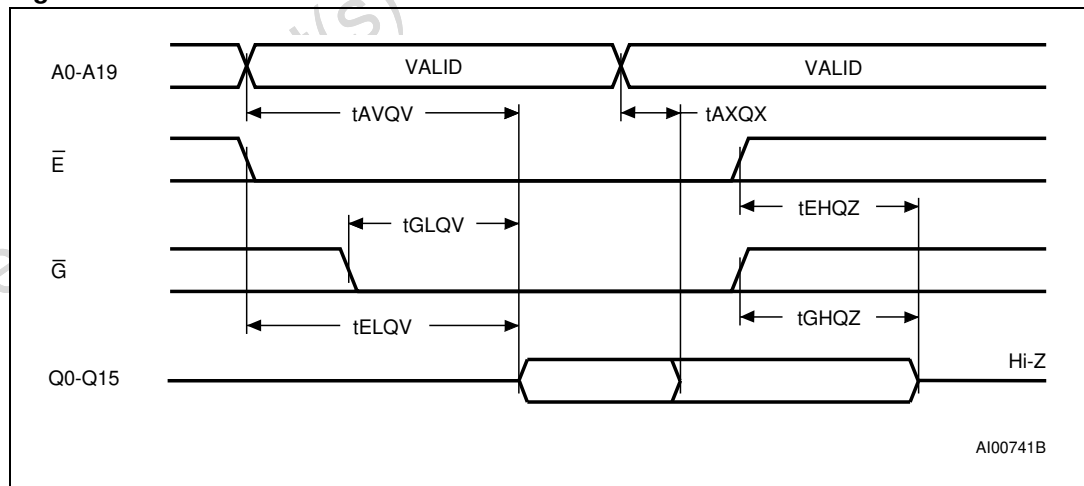 A0-A19
VALID
VALID
tAVQV
tAXQX
E̅
tEHQZ
tGLQV
G̅
tELQV
tGHQZ
Q0-Q15
Hi-Z
AI00741B